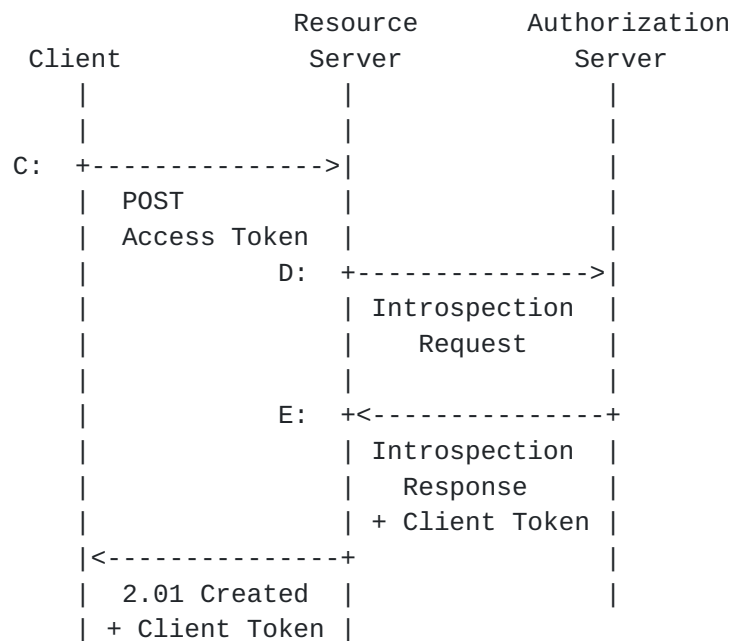 Resource       Authorization
 Client            Server           Server
    |                |                |
    |                |                |
C:  +--------------->|                |
    |  POST          |                |
    |  Access Token  |                |
    |            D:  +--------------->|
    |                | Introspection  |
    |                |    Request     |
    |                |                |
    |            E:  +<---------------+
    |                | Introspection  |
    |                |   Response     |
    |                | + Client Token |
    |<---------------+                |
    |  2.01 Created  |                |
    | + Client Token |